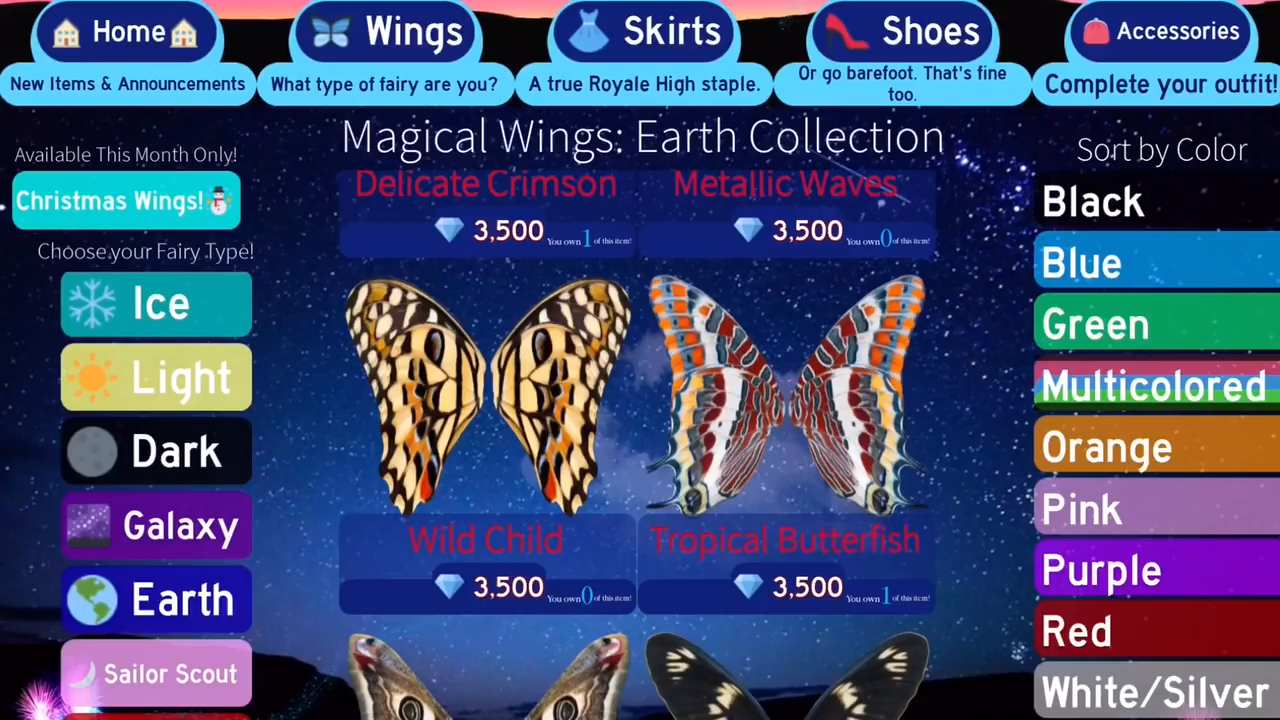 Home
Wings
Skirts
Shoes
Accessories
New Items & Announcements
What type of fairy are you?
A true Royale High staple.
Or go barefoot. That's fine
too.
Complete your outfit!
Magical Wings: Earth Collection
Available This Month Only!
Christmas Wings!
Choose your Fairy Type!
Ice
Light
Dark
Galaxy
Earth
Sailor Scout
Delicate Crimson
3,500
You own 1 of this item!
Metallic Waves
3,500
You own 0 of this item!
Wild Child
3,500
You own 0 of this item!
Tropical Butterfish
3,500
You own 1 of this item!
Sort by Color
Black
Blue
Green
Multicolored
Orange
Pink
Purple
Red
White/Silver